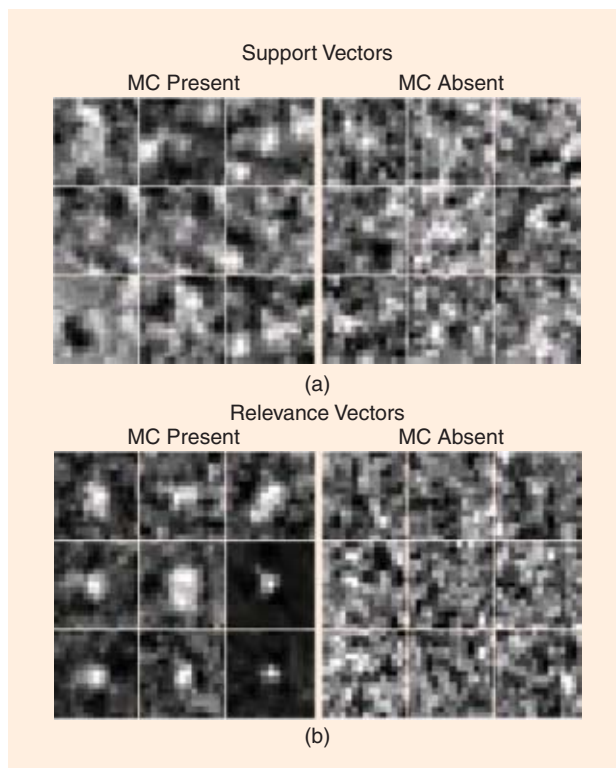 Support Vectors
MC Present MC Absent
(a)
Relevance Vectors
MC Present MC Absent
(b)